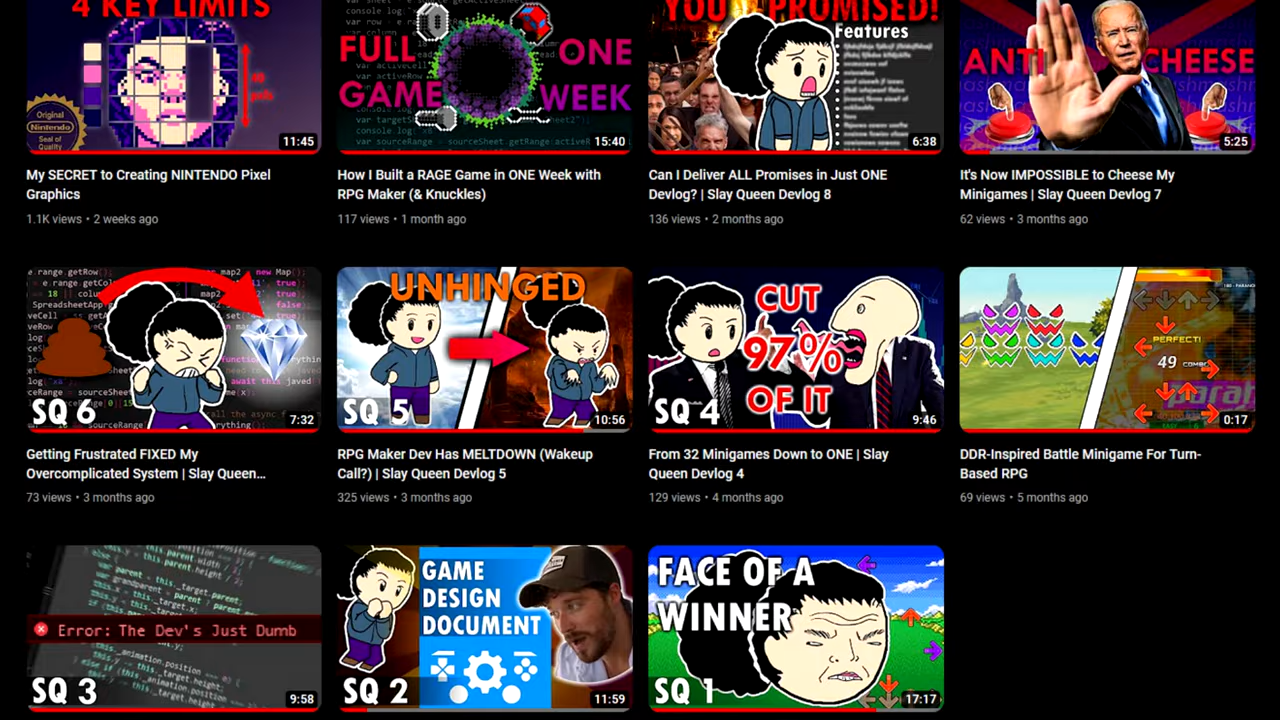 4 KEY LIMITS
Original
Nintendo
Seal of
Quality
11:45
FULL
GAME
ONE
WEEK
15:40
YOU PROMISED!
Features
6:38
ANTI CHEESE
5:25
My SECRET to Creating NINTENDO Pixel
Graphics
1.1K views • 2 weeks ago
How I Built a RAGE Game in ONE Week with
RPG Maker (& Knuckles)
117 views • 1 month ago
Can I Deliver ALL Promises in Just ONE
Devlog? | Slay Queen Devlog 8
136 views • 2 months ago
It's Now IMPOSSIBLE to Cheese My
Minigames | Slay Queen Devlog 7
62 views • 3 months ago
SQ 6
7:32
UNHINGED
SQ 5
10:56
CUT
97%
OF IT
SQ 4
9:46
PERFECT!
49 COMBO
0:17
Getting Frustrated FIXED My
Overcomplicated System | Slay Queen...
73 views • 3 months ago
RPG Maker Dev Has MELTDOWN (Wakeup
Call?) | Slay Queen Devlog 5
325 views • 3 months ago
From 32 Minigames Down to ONE | Slay
Queen Devlog 4
129 views • 4 months ago
DDR-Inspired Battle Minigame For Turn-
Based RPG
69 views • 5 months ago
Error: The Dev's Just Dumb
SQ 3
9:58
GAME
DESIGN
DOCUMENT
SQ 2
11:59
FACE OF A
WINNER
SQ 1
17:17